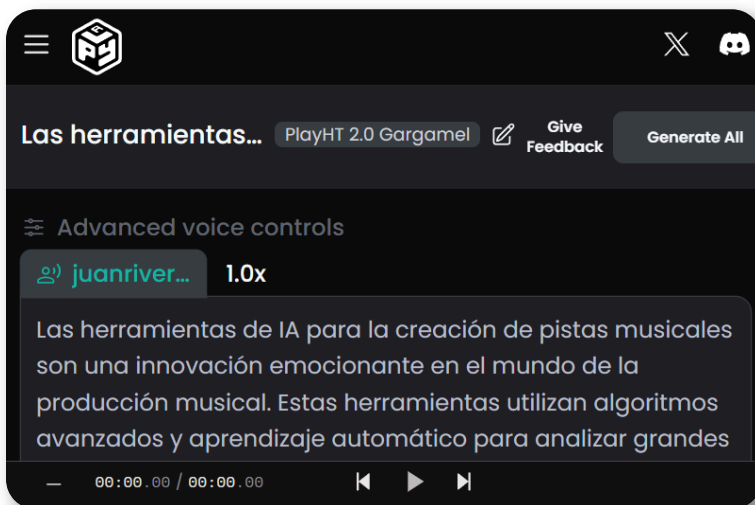 Las herramientas... PlayHT 2.0 Gargamel Give Feedback Generate All
Advanced voice controls
juanriver... 1.0x
Las herramientas de IA para la creación de pistas musicales
son una innovación emocionante en el mundo de la
producción musical. Estas herramientas utilizan algoritmos
avanzados y aprendizaje automático para analizar grandes
00:00.00 / 00:00.00